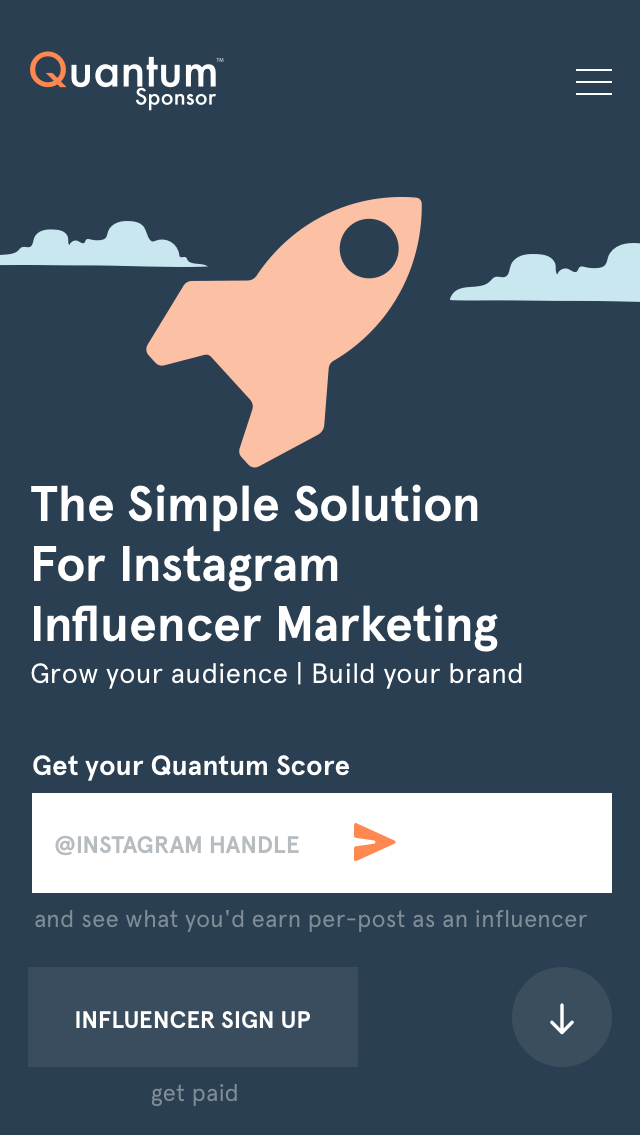 Quantum™
Sponsor
The Simple Solution
For Instagram
Influencer Marketing
Grow your audience | Build your brand
Get your Quantum Score
@INSTAGRAM HANDLE
and see what you'd earn per-post as an influencer
INFLUENCER SIGN UP
get paid